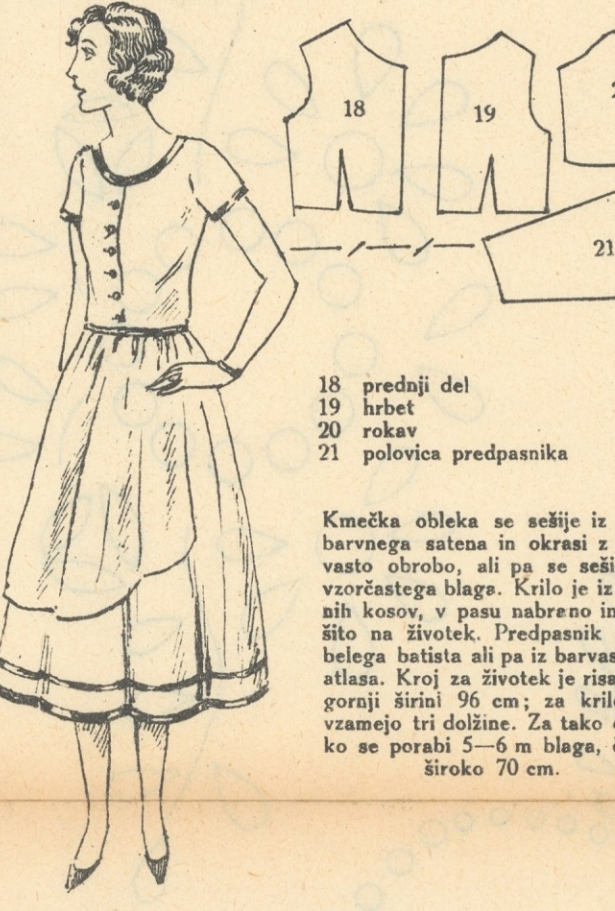 18
19
21
18 prednji del
19 hrbet
20 rokav
21 polovica predpasnika
Kmečka obleka se sešije iz
barvnega satena in okrasi z
vasto obrobo, ali pa se seši
vzorčastega blaga. Krilo je iz
nih kosov, v pasu nabrano in
šito na životek. Predpasnik
belega batista ali pa iz barvas
atlasa. Kroj za životek je risa
gornji širini 96 cm; za kril
vzamejo tri dolžine. Za tako
ko se porabi 5—6 m blaga,
široko 70 cm.